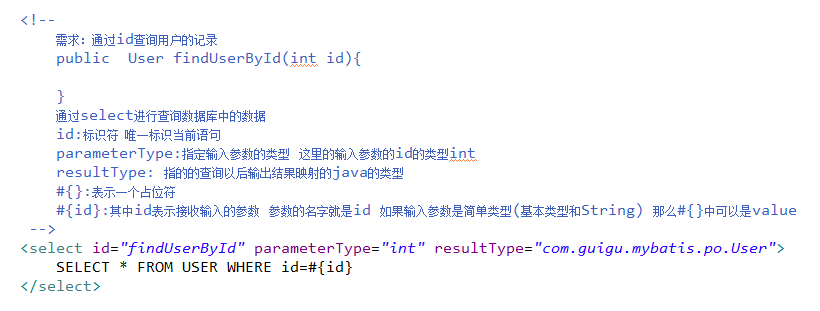 <!--
需求：通过id查询用户的记录
public  User findUserById(int id){
}
通过select进行查询数据库中的数据
id:标识符 唯一标识当前语句
parameterType:指定输入参数的类型 这里的输入参数的id的类型int
resultType: 指的的查询以后输出结果映射的java的类型
#{}:表示一个占位符
#{id}:其中id表示接收输入的参数 参数的名字就是id 如果输入参数是简单类型(基本类型和String) 那么#{}中可以是value
-->
<select id="findUserById" parameterType="int" resultType="com.guigu.mybatis.po.User">
SELECT * FROM USER WHERE id=#{id}
</select>